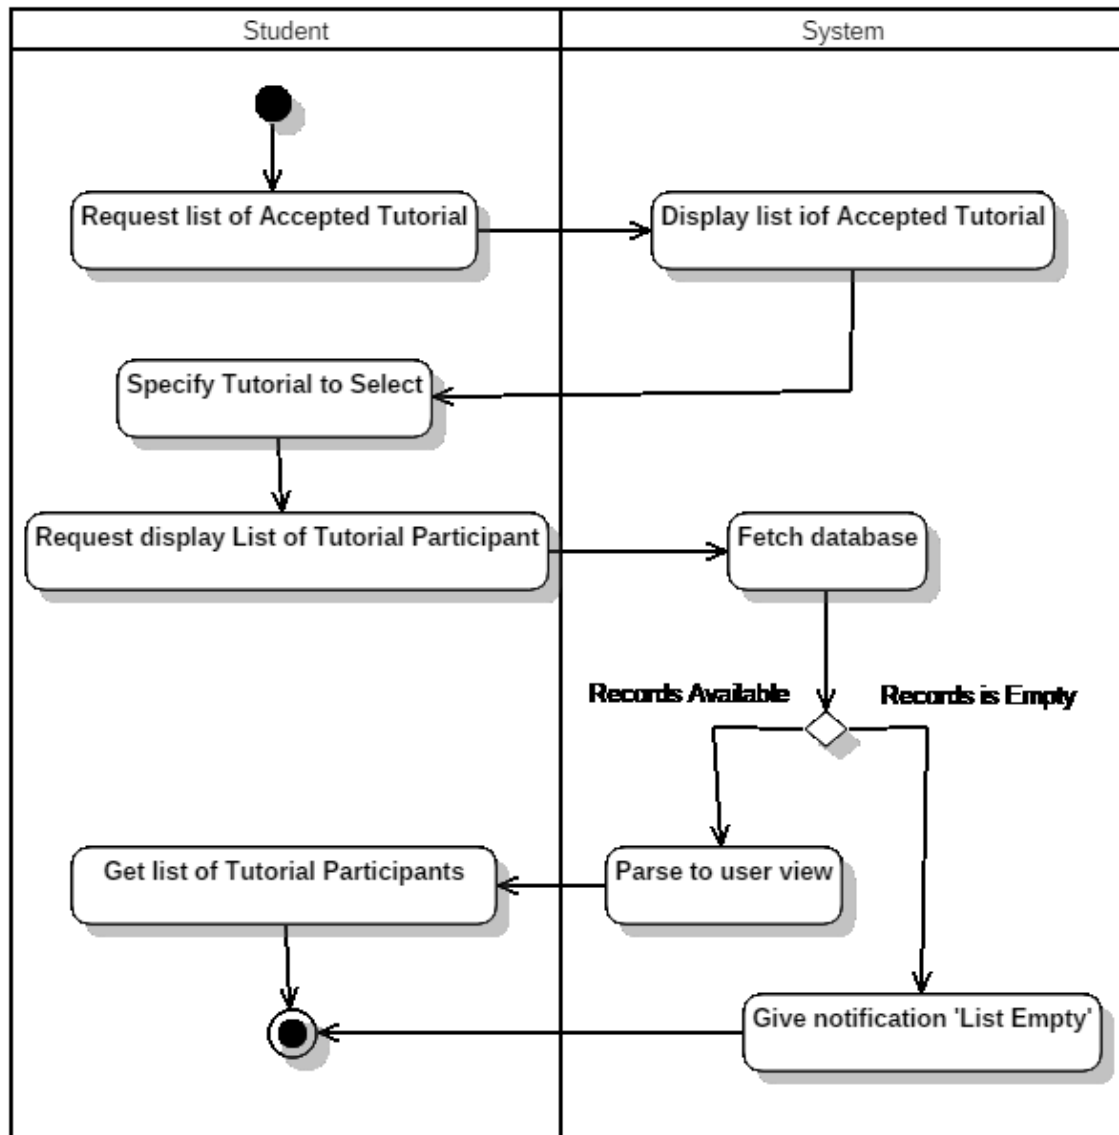 Student
System
Request list of Accepted Tutorial
Display list iof Accepted Tutorial
Specify Tutorial to Select
Request display List of Tutorial Participant
Fetch database
Records Available
Records is Empty
Get list of Tutorial Participants
Parse to user view
Give notification 'List Empty'